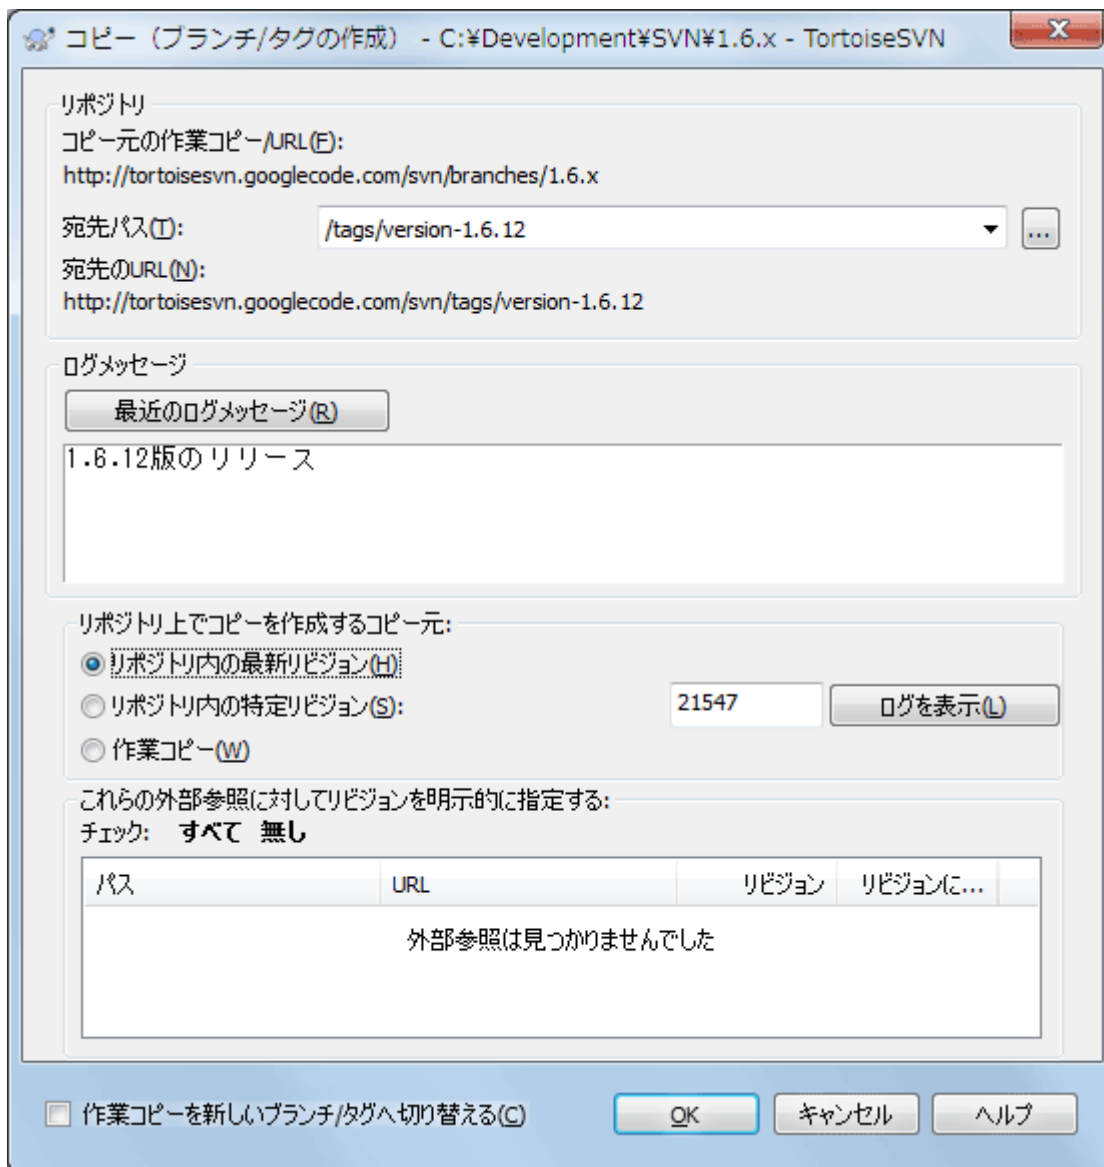 コピー（ブランチ/タグの作成） - C:¥Development¥SVN¥1.6.x - TortoiseSVN
リポジトリ
コピー元の作業コピー/URL(F):
http://tortoisesvn.googlecode.com/svn/branches/1.6.x
宛先パス(T): /tags/version-1.6.12 ...
宛先のURL(N):
http://tortoisesvn.googlecode.com/svn/tags/version-1.6.12
ログメッセージ
最近のログメッセージ(R)
1.6.12版のリリース
リポジトリ上でコピーを作成するコピー元:
リポジトリ内の最新リビジョン(H)
リポジトリ内の特定リビジョン(S): 21547 ログを表示(L)
作業コピー(W)
これらの外部参照に対してリビジョンを明示的に指定する:
チェック: すべて 無し
パス URL リビジョン リビジョンに...
外部参照は見つかりませんでした
作業コピーを新しいブランチ/タグへ切り替える(C) OK キャンセル ヘルプ